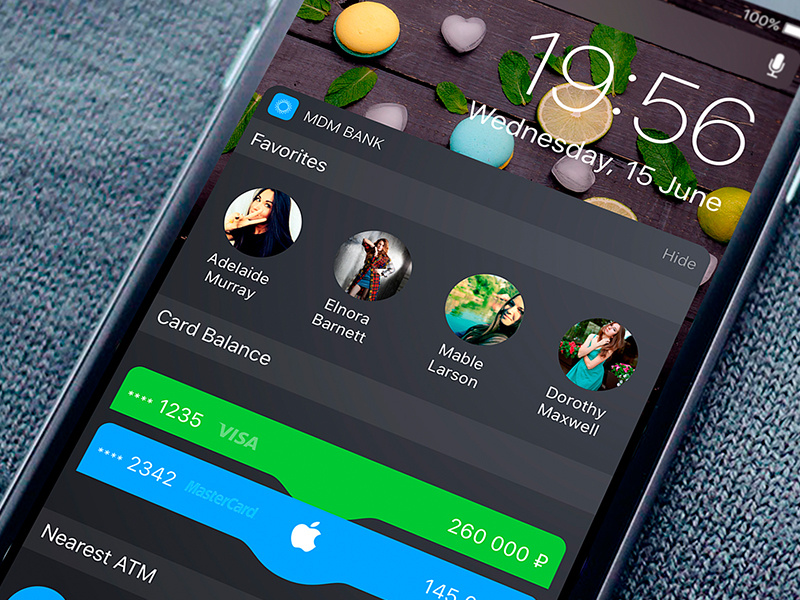 100%
19:56
Wednesday, 15 June
MDM BANK
Favorites
Hide
Adelaide
Murray
Elnora
Barnett
Mable
Larson
Dorothy
Maxwell
Card Balance
**** 1235 VISA
260 000 ₽
**** 2342 MasterCard
145
Nearest ATM